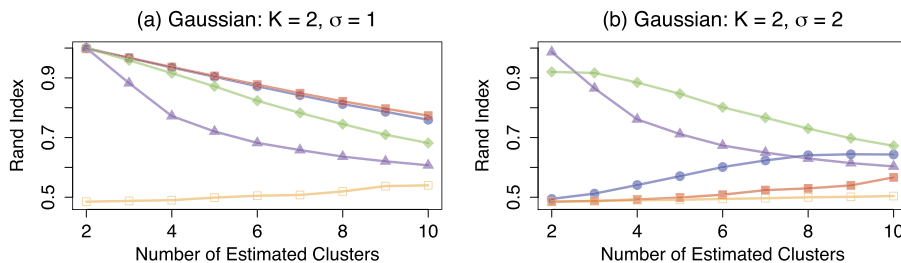 (a) Gaussian: K = 2, σ = 1
Rand Index
0.5 0.7 0.9
2 4 6 8 10
Number of Estimated Clusters
(b) Gaussian: K = 2, σ = 2
Rand Index
0.5 0.7 0.9
2 4 6 8 10
Number of Estimated Clusters